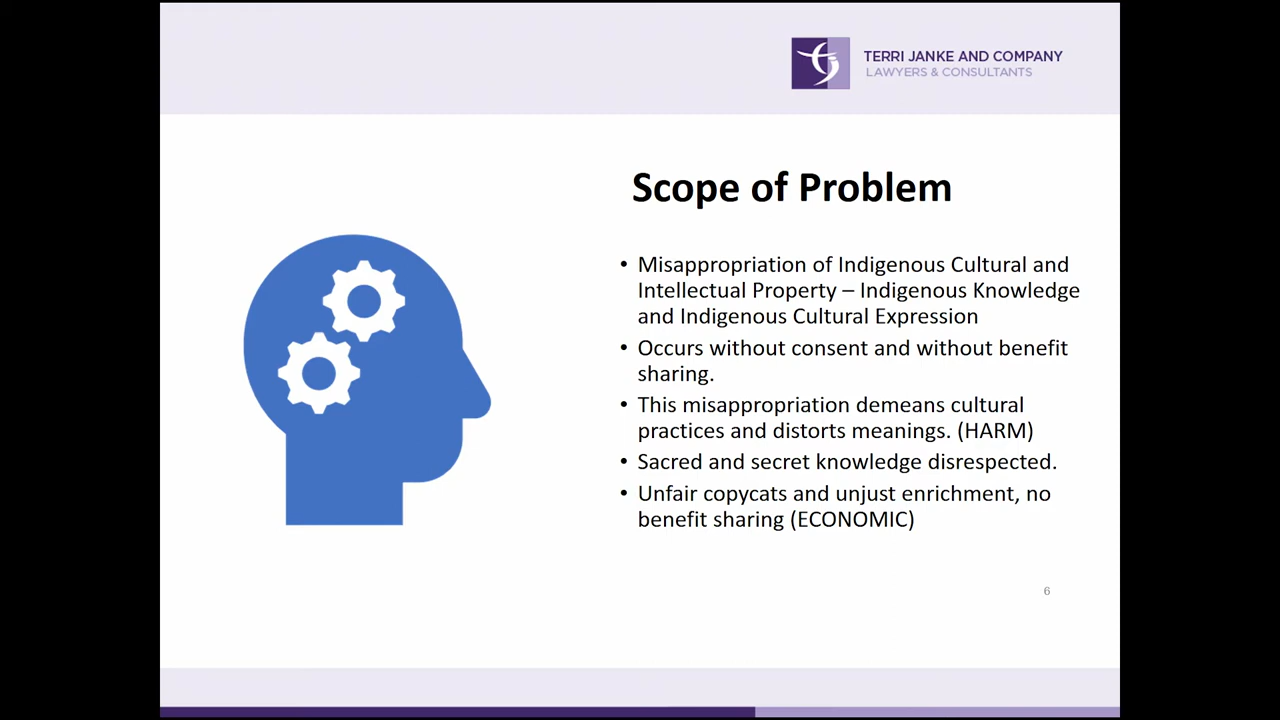 TERRI JANKE AND COMPANY
LAWYERS & CONSULTANTS
Scope of Problem
• Misappropriation of Indigenous Cultural and
Intellectual Property – Indigenous Knowledge
and Indigenous Cultural Expression
• Occurs without consent and without benefit
sharing.
• This misappropriation demeans cultural
practices and distorts meanings. (HARM)
• Sacred and secret knowledge disrespected.
• Unfair copycats and unjust enrichment, no
benefit sharing (ECONOMIC)
6